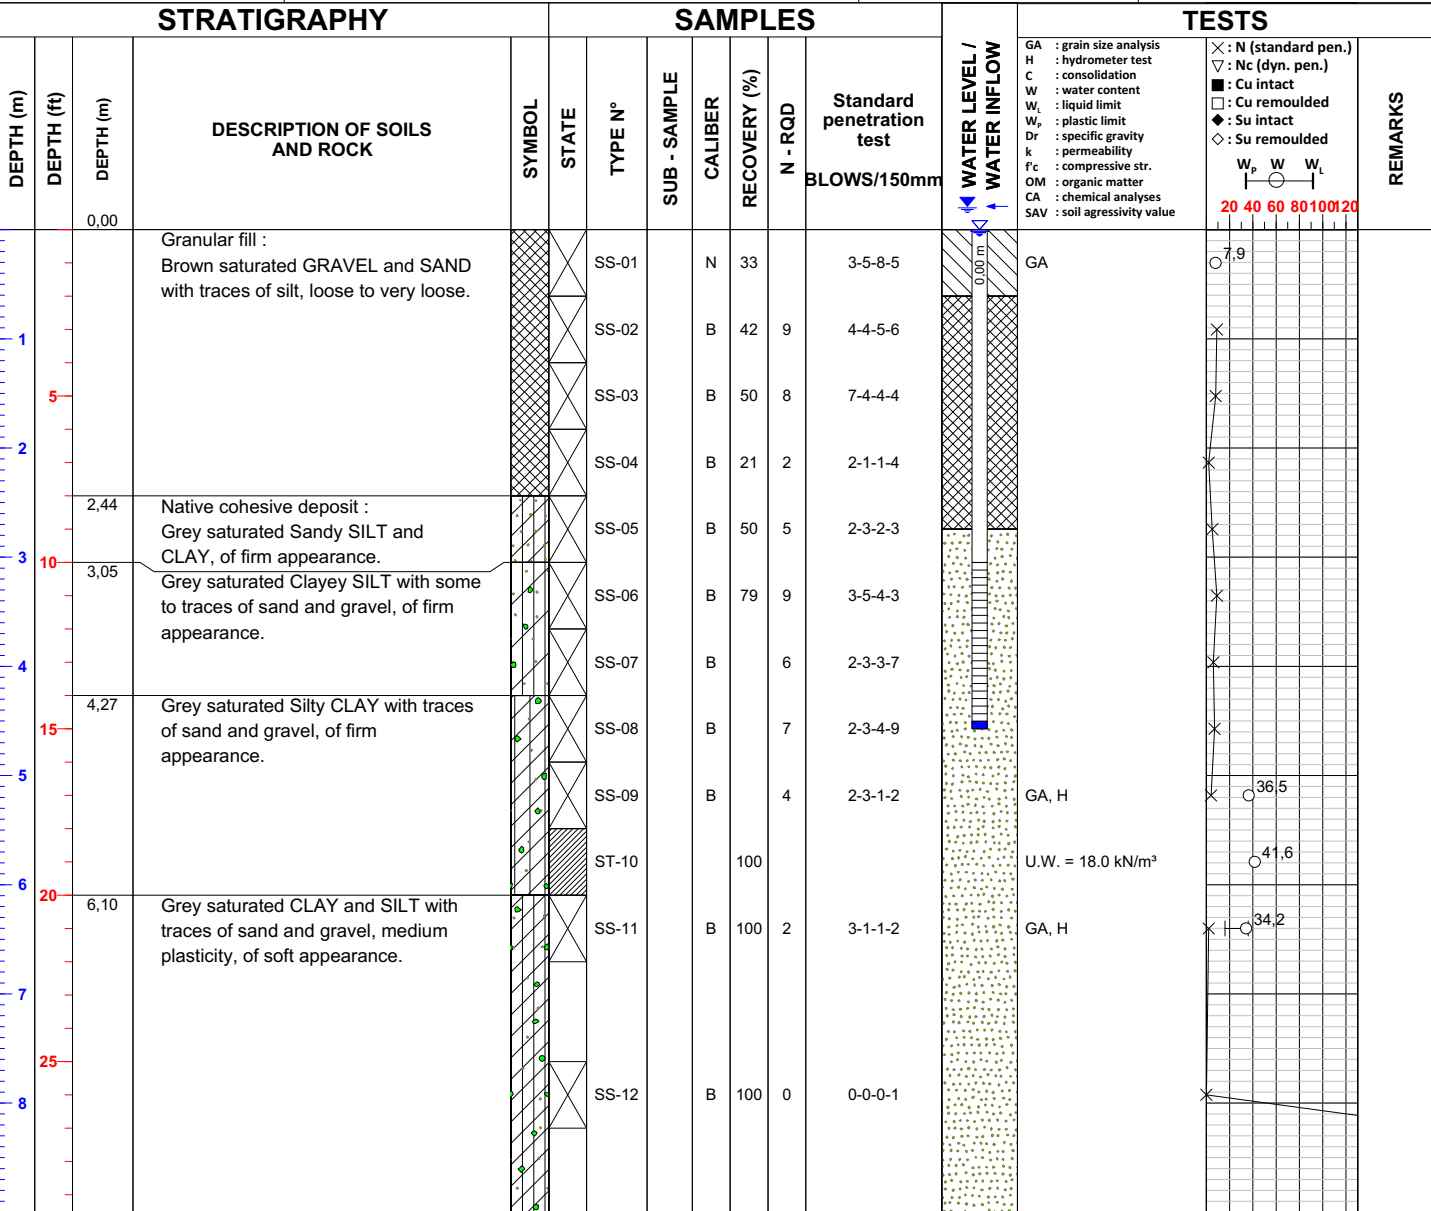 STRATIGRAPHY
SAMPLES
TESTS
DEPTH (m)
DEPTH (ft)
DEPTH (m)
0,00
DESCRIPTION OF SOILS
AND ROCK
SYMBOL
STATE
TYPE N°
SUB - SAMPLE
CALIBER
RECOVERY (%)
N - RQD
Standard
penetration
test
BLOWS/150mm
WATER LEVEL /
WATER INFLOW
GA : grain size analysis
H : hydrometer test
C : consolidation
W : water content
WL : liquid limit
WP : plastic limit
Dr : specific gravity
k : permeability
f'c : compressive str.
OM : organic matter
CA : chemical analyses
SAV : soil agressivity value
: N (standard pen.)
: Nc (dyn. pen.)
: Cu intact
: Cu remoulded
: Su intact
: Su remoulded
WP W WL
20 40 60 80 100 120
REMARKS
Granular fill :
Brown saturated GRAVEL and SAND
with traces of silt, loose to very loose.
SS-01 N 33 3-5-8-5 0,00 m GA 7,9
1 SS-02 B 42 9 4-4-5-6
5 SS-03 B 50 8 7-4-4-4
2 SS-04 B 21 2 2-1-1-4
2,44 Native cohesive deposit :
Grey saturated Sandy SILT and
CLAY, of firm appearance.
SS-05 B 50 5 2-3-2-3
3 10
3,05 Grey saturated Clayey SILT with some
to traces of sand and gravel, of firm
appearance.
SS-06 B 79 9 3-5-4-3
4 SS-07 B 6 2-3-3-7
4,27 Grey saturated Silty CLAY with traces
of sand and gravel, of firm
appearance.
15 SS-08 B 7 2-3-4-9
5 SS-09 B 4 2-3-1-2 GA, H 36,5
ST-10 100 U.W. = 18.0 kN/m³ 41,6
6 20
6,10 Grey saturated CLAY and SILT with
traces of sand and gravel, medium
plasticity, of soft appearance.
SS-11 B 100 2 3-1-1-2 GA, H 34,2
7
25
8 SS-12 B 100 0 0-0-0-1